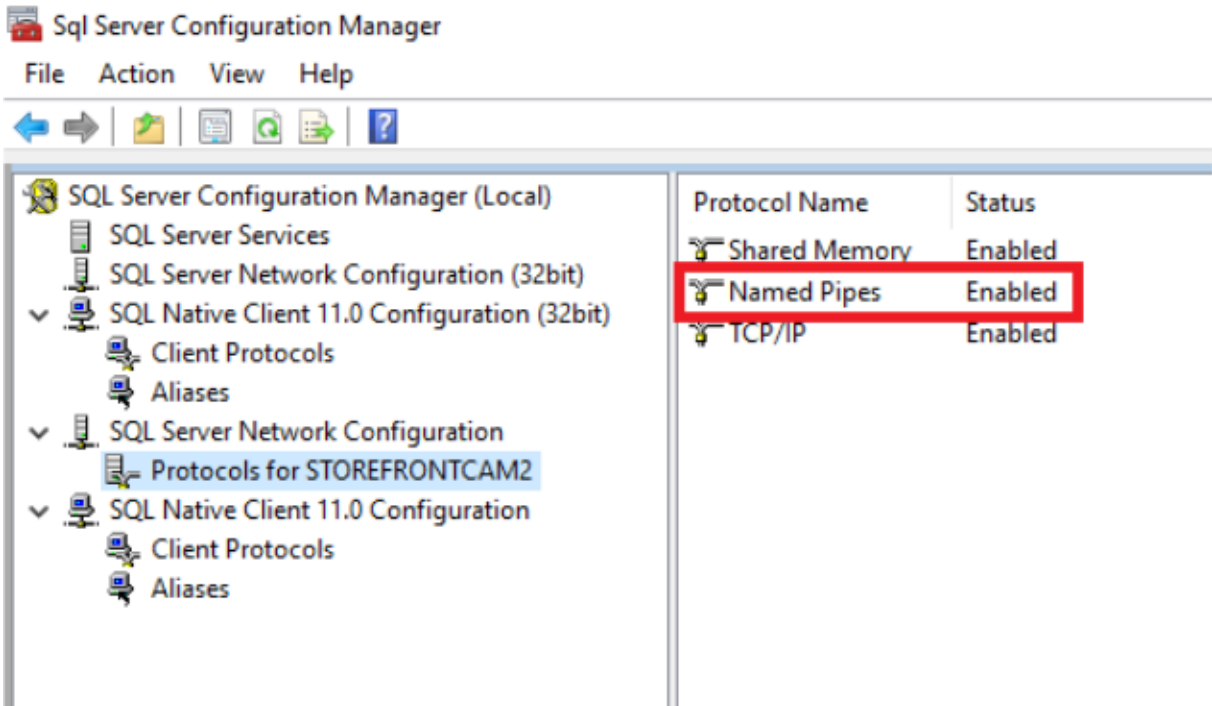 Sql Server Configuration Manager
File Action View Help
SQL Server Configuration Manager (Local)
SQL Server Services
SQL Server Network Configuration (32bit)
SQL Native Client 11.0 Configuration (32bit)
Client Protocols
Aliases
SQL Server Network Configuration
Protocols for STOREFRONTCAM2
SQL Native Client 11.0 Configuration
Client Protocols
Aliases
Protocol Name Status
Shared Memory Enabled
Named Pipes Enabled
TCP/IP Enabled